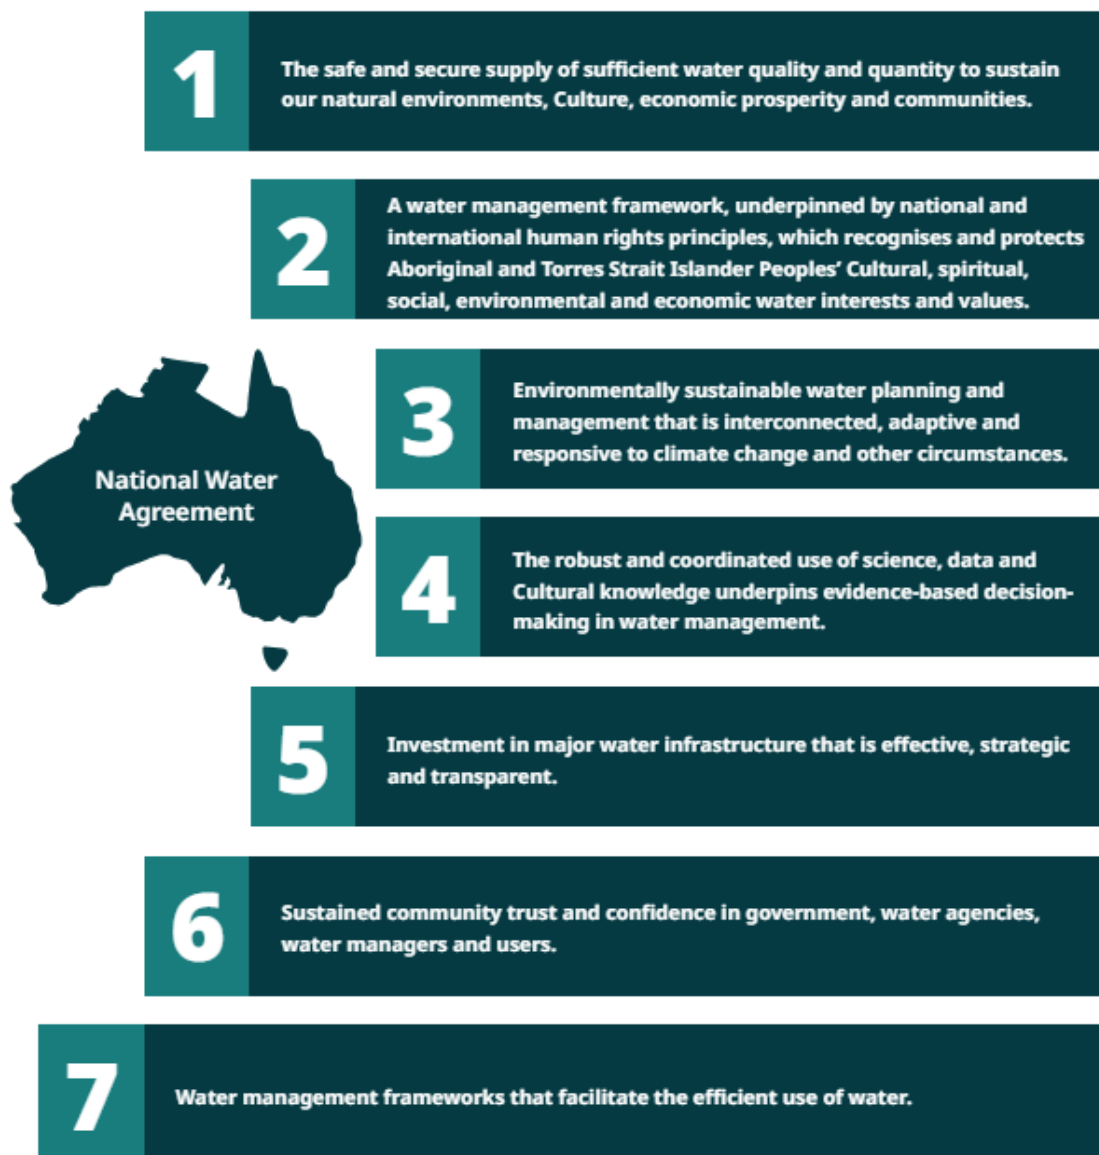 1
The safe and secure supply of sufficient water quality and quantity to sustain
our natural environments, Culture, economic prosperity and communities.
2
A water management framework, underpinned by national and
international human rights principles, which recognises and protects
Aboriginal and Torres Strait Islander Peoples’ Cultural, spiritual,
social, environmental and economic water interests and values.
National Water
Agreement
3
Environmentally sustainable water planning and
management that is interconnected, adaptive and
responsive to climate change and other circumstances.
4
The robust and coordinated use of science, data and
Cultural knowledge underpins evidence-based decision-
making in water management.
5
Investment in major water infrastructure that is effective, strategic
and transparent.
6
Sustained community trust and confidence in government, water agencies,
water managers and users.
7
Water management frameworks that facilitate the efficient use of water.